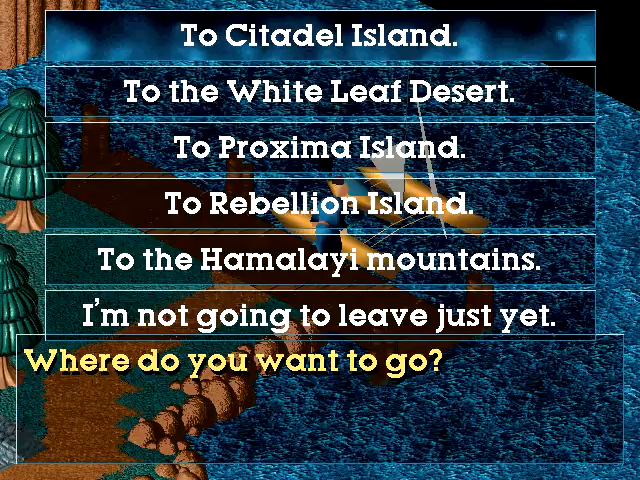 To Citadel Island.
To the White Leaf Desert.
To Proxima Island.
To Rebellion Island.
To the Hamalayi mountains.
I'm not going to leave just yet.
Where do you want to go?